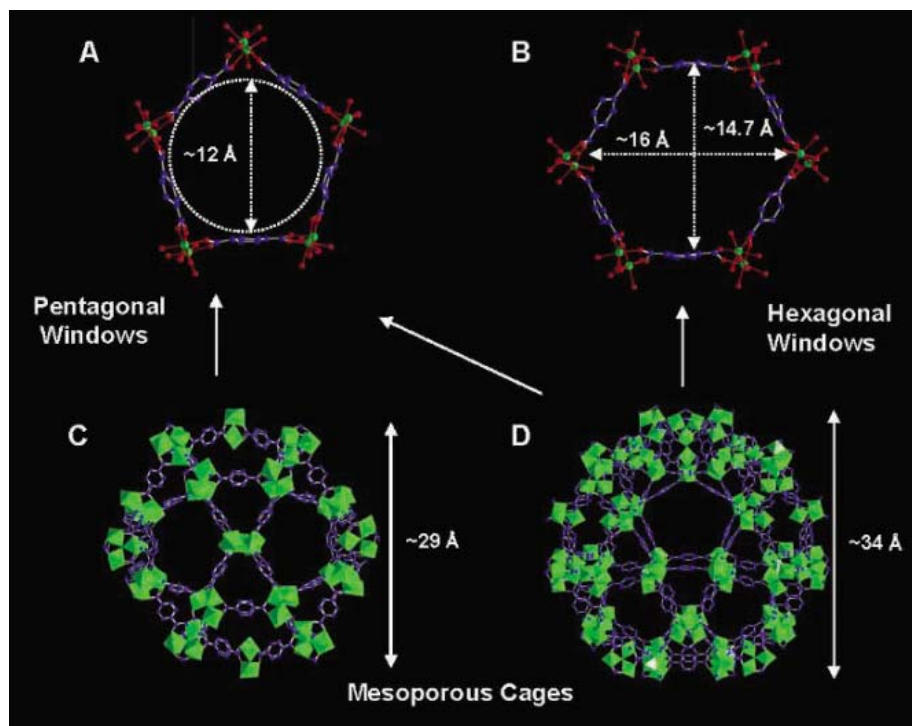 A
B
~12 Å
~16 Å
~14.7 Å
Pentagonal
Windows
Hexagonal
Windows
C
D
~29 Å
~34 Å
Mesoporous Cages